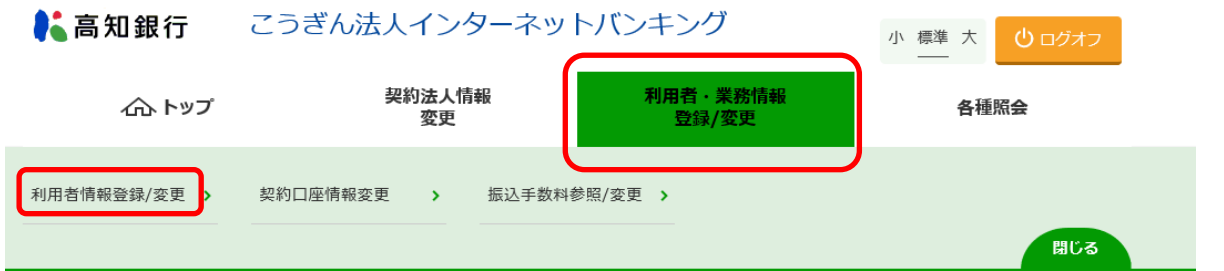 高知銀行 こうぎん法人インターネットバンキング
小 標準 大 ログオフ
トップ
契約法人情報
変更
利用者・業務情報
登録/変更
各種照会
利用者情報登録/変更 契約口座情報変更 振込手数料参照/変更
閉じる